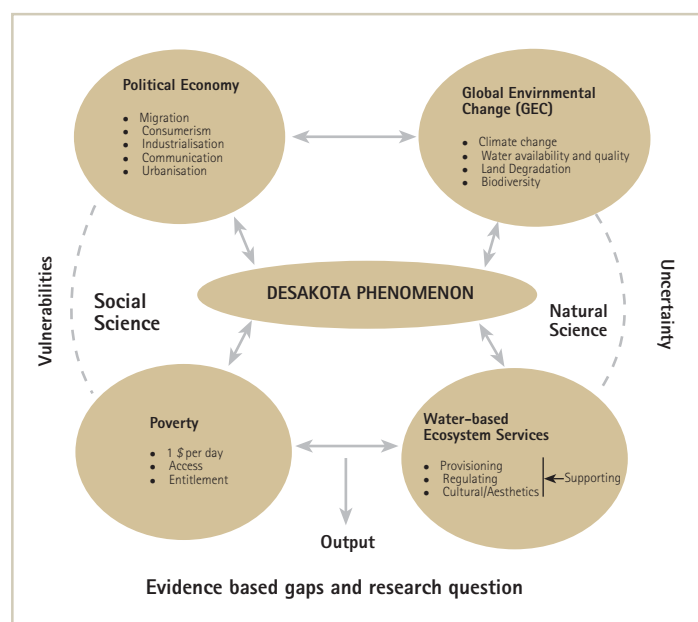 Political Economy
• Migration
• Consumerism
• Industrialisation
• Communication
• Urbanisation
Global Envirnmental
Change (GEC)
• Climate change
• Water availability and quality
• Land Degradation
• Biodiversity
Vulnerabilities
Social
Science
DESAKOTA PHENOMENON
Natural
Science
Uncertainty
Poverty
• 1 $ per day
• Access
• Entitlement
Water-based
Ecosystem Services
• Provisioning
• Regulating
• Cultural/Aesthetics
Supporting
Output
Evidence based gaps and research question